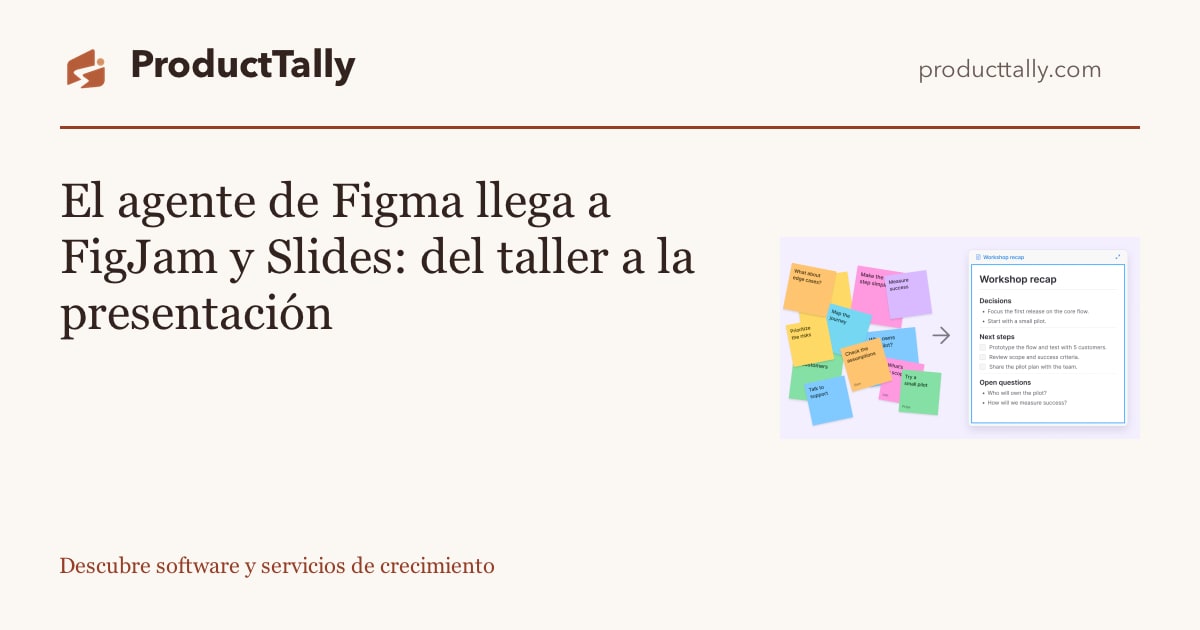 ProductTally
producttally.com
El agente de Figma llega a
FigJam y Slides: del taller a la
presentación
What about
edge cases?
Make the
step simple
Measure
success
Map the
journey
Prioritize
the risks
Check the
assumptions
Talk to
support
Try a
small pilot
Workshop recap
Workshop recap
Decisions
• Focus the first release on the core flow.
• Start with a small pilot.
Next steps
Prototype the flow and test with 5 customers.
Review scope and success criteria.
Share the pilot plan with the team.
Open questions
• Who will own the pilot?
• How will we measure success?
Descubre software y servicios de crecimiento